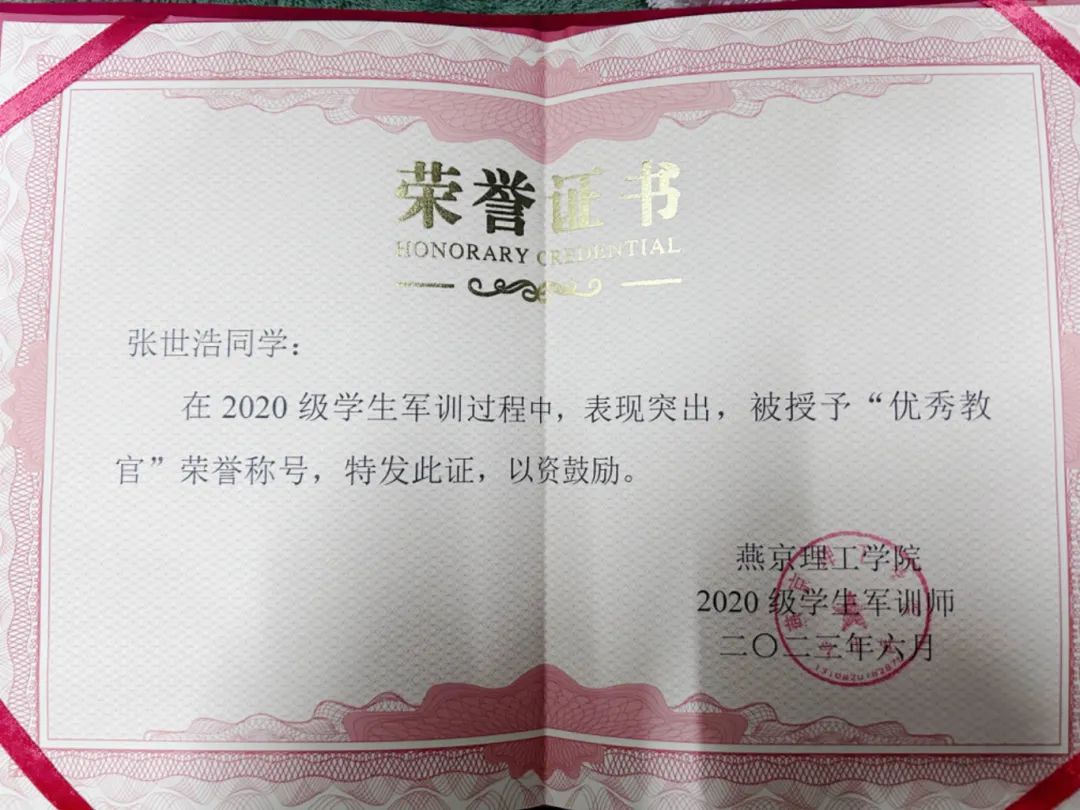 荣誉证书
HONORARY CREDENTIAL
张世浩同学：
在2020级学生军训过程中，表现突出，被授予“优秀教
官”荣誉称号，特发此证，以资鼓励。
燕京理工学院
2020级学生军训师
二〇二三年六月